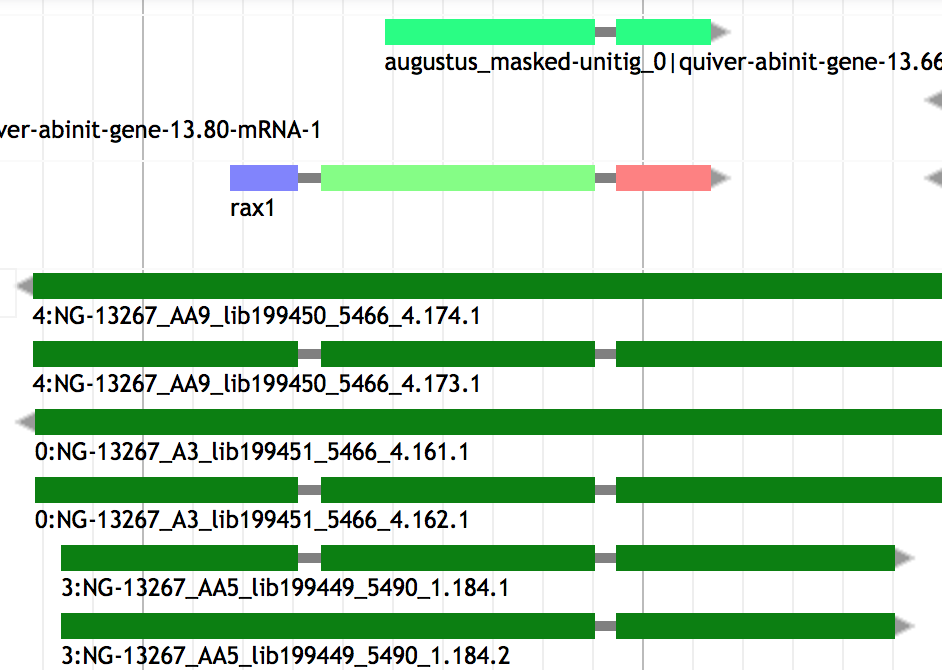 augustus_masked-unitig_0|quiver-abinit-gene-13.66
ver-abinit-gene-13.80-mRNA-1
rax1
4:NG-13267_AA9_lib199450_5466_4.174.1
4:NG-13267_AA9_lib199450_5466_4.173.1
0:NG-13267_A3_lib199451_5466_4.161.1
0:NG-13267_A3_lib199451_5466_4.162.1
3:NG-13267_AA5_lib199449_5490_1.184.1
3:NG-13267_AA5_lib199449_5490_1.184.2